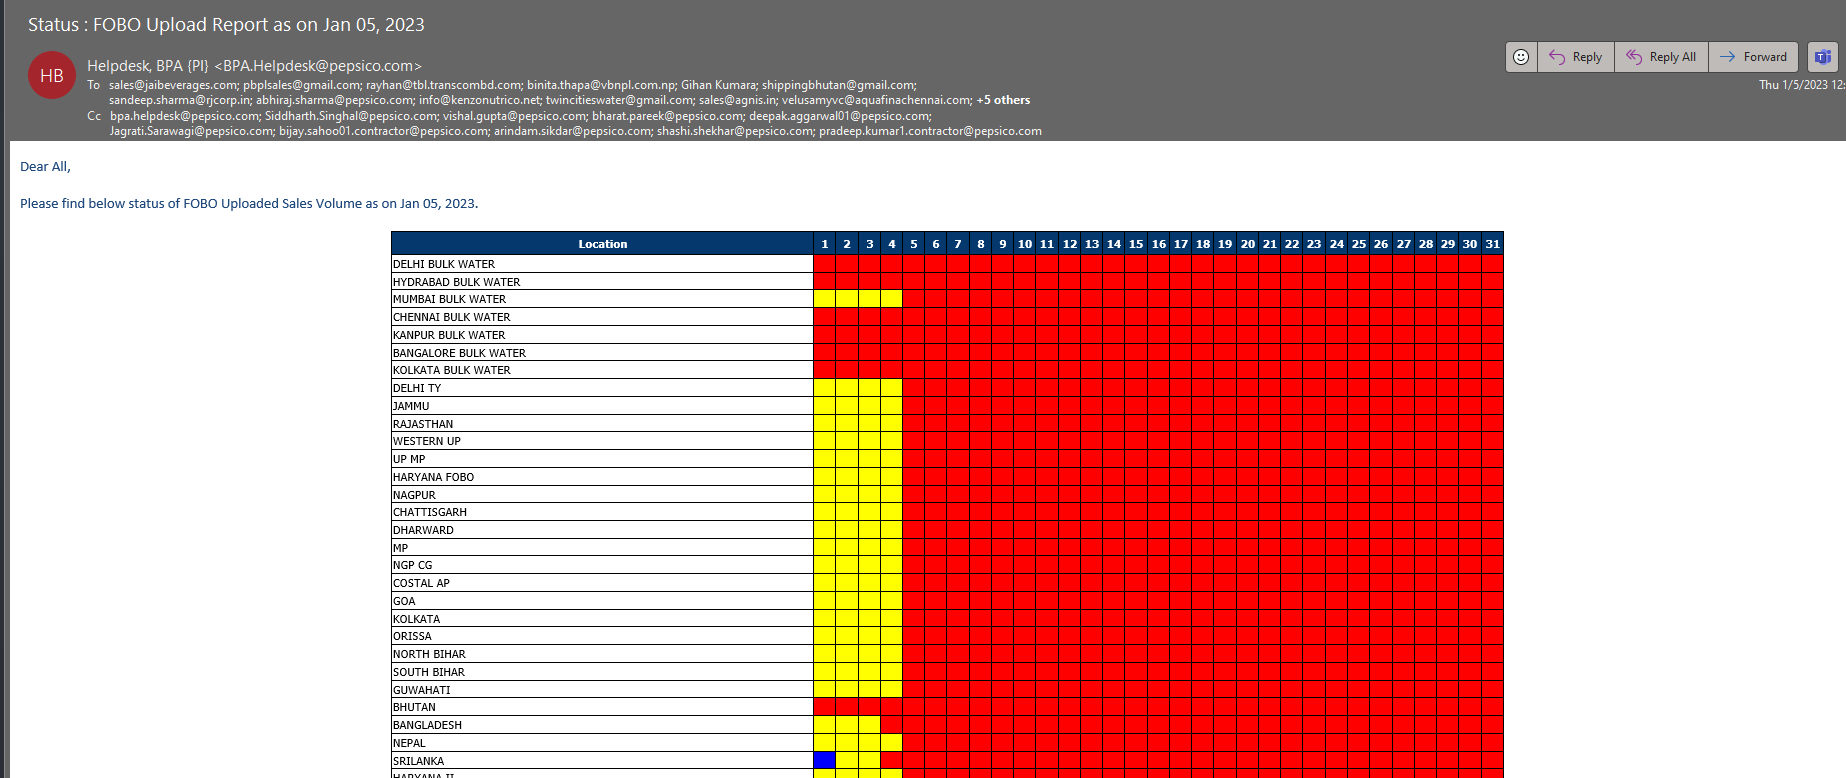 Status : FOBO Upload Report as on Jan 05, 2023
HB
Helpdesk, BPA {PI} <BPA.Helpdesk@pepsico.com>
To sales@jaibeverages.com; pbplsales@gmail.com; rayhan@tbl.transcombd.com; binita.thapa@vbnpl.com.np; Gihan Kumara; shippingbhutan@gmail.com;
sandeep.sharma@rjcorp.in; abhiraj.sharma@pepsico.com; info@kenzonutrico.net; twincitieswater@gmail.com; sales@agnis.in; velusamyvc@aquafinachennai.com; +5 others
Cc bpa.helpdesk@pepsico.com; Siddharth.Singhal@pepsico.com; vishal.gupta@pepsico.com; bharat.pareek@pepsico.com; deepak.aggarwal01@pepsico.com;
Jagrati.Sarawagi@pepsico.com; bijay.sahoo01.contractor@pepsico.com; arindam.sikdar@pepsico.com; shashi.shekhar@pepsico.com; pradeep.kumar1.contractor@pepsico.com
Reply Reply All Forward
Thu 1/5/2023 12:
Dear All,
Please find below status of FOBO Uploaded Sales Volume as on Jan 05, 2023.
Location 1 2 3 4 5 6 7 8 9 10 11 12 13 14 15 16 17 18 19 20 21 22 23 24 25 26 27 28 29 30 31
DELHI BULK WATER
HYDRABAD BULK WATER
MUMBAI BULK WATER
CHENNAI BULK WATER
KANPUR BULK WATER
BANGALORE BULK WATER
KOLKATA BULK WATER
DELHI TY
JAMMU
RAJASTHAN
WESTERN UP
UP MP
HARYANA FOBO
NAGPUR
CHATTISGARH
DHARWARD
MP
NGP CG
COSTAL AP
GOA
KOLKATA
ORISSA
NORTH BIHAR
SOUTH BIHAR
GUWAHATI
BHUTAN
BANGLADESH
NEPAL
SRILANKA
HARYANA II